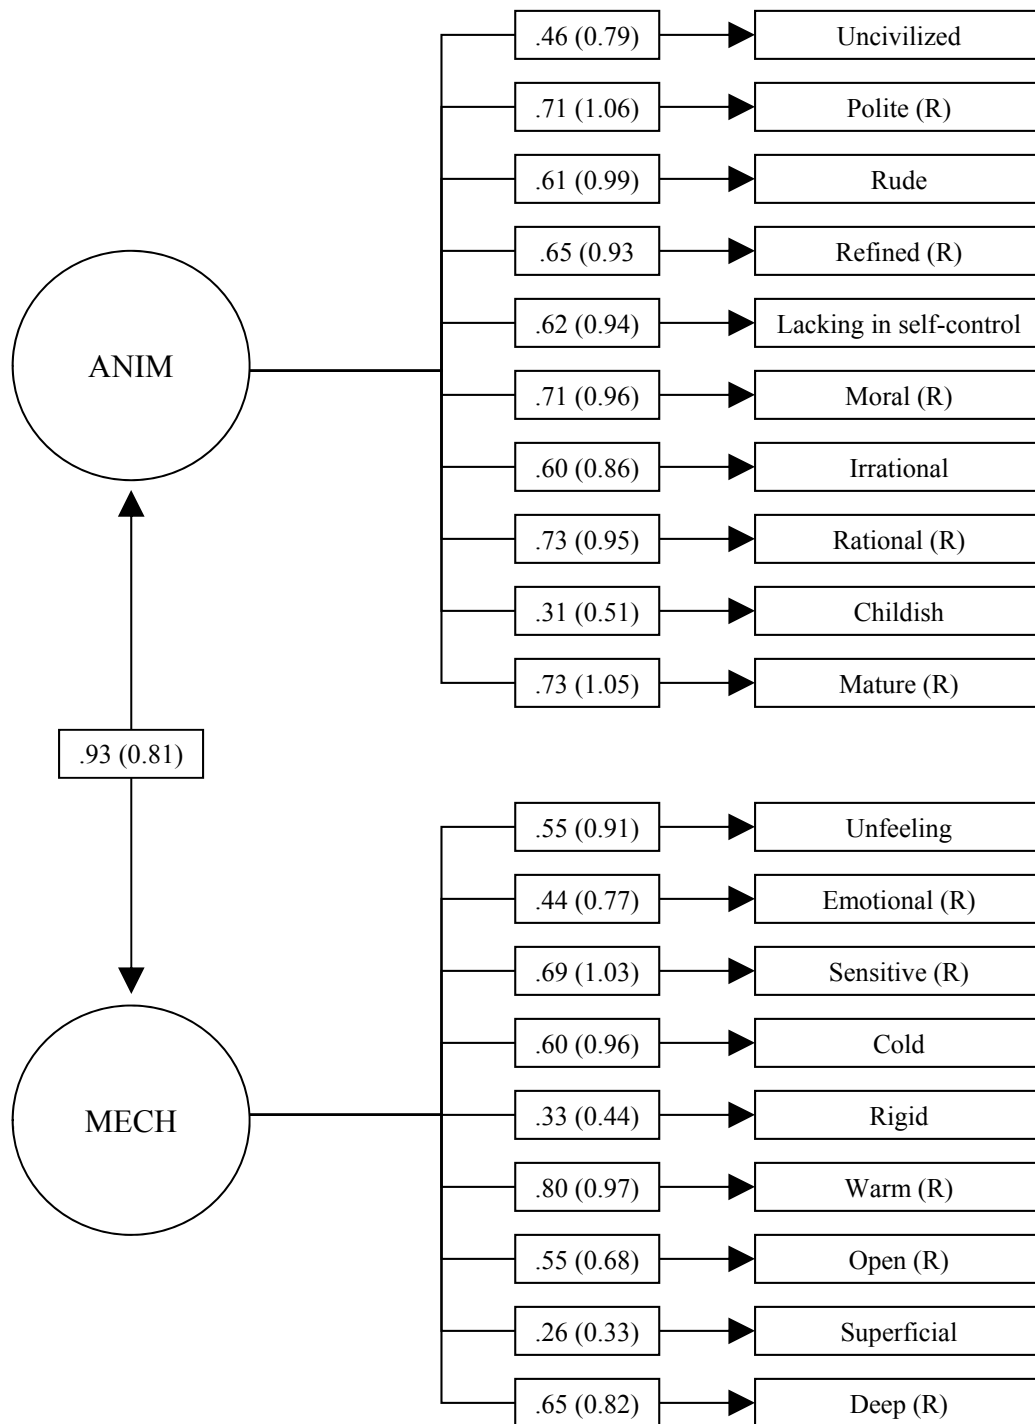 .46 (0.79) Uncivilized
.71 (1.06) Polite (R)
.61 (0.99) Rude
.65 (0.93 Refined (R)
.62 (0.94) Lacking in self-control
ANIM
.71 (0.96) Moral (R)
.60 (0.86) Irrational
.73 (0.95) Rational (R)
.31 (0.51) Childish
.73 (1.05) Mature (R)
.93 (0.81)
.55 (0.91) Unfeeling
.44 (0.77) Emotional (R)
.69 (1.03) Sensitive (R)
.60 (0.96) Cold
MECH
.33 (0.44) Rigid
.80 (0.97) Warm (R)
.55 (0.68) Open (R)
.26 (0.33) Superficial
.65 (0.82) Deep (R)